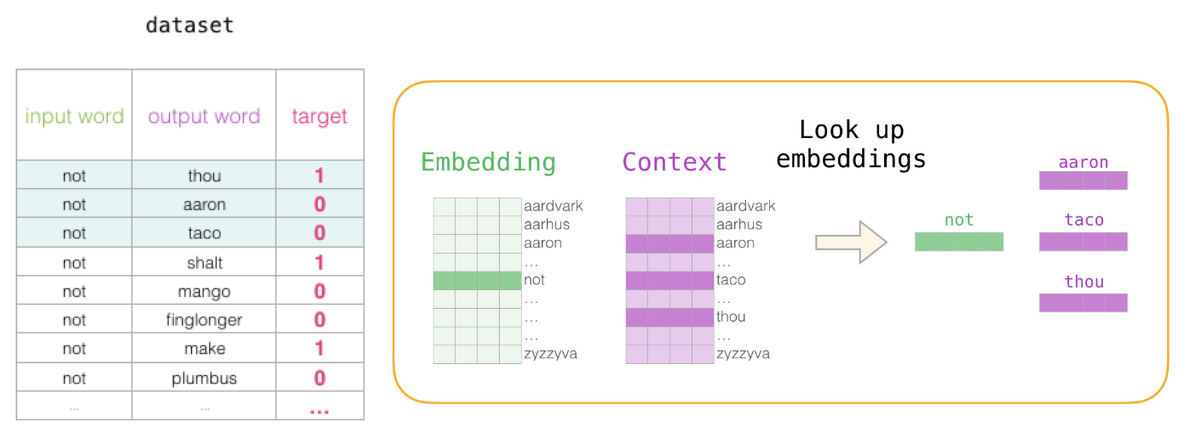 dataset
input word output word target
not thou 1
not aaron 0
not taco 0
not shalt 1
not mango 0
not finglonger 0
not make 1
not plumbus 0
... ... ...
Embedding
aardvark
aarhus
aaron
...
not
...
...
...
zyzzyva
Context
aardvark
aarhus
aaron
...
taco
...
thou
...
zyzzyva
Look up
embeddings
not
aaron
taco
thou